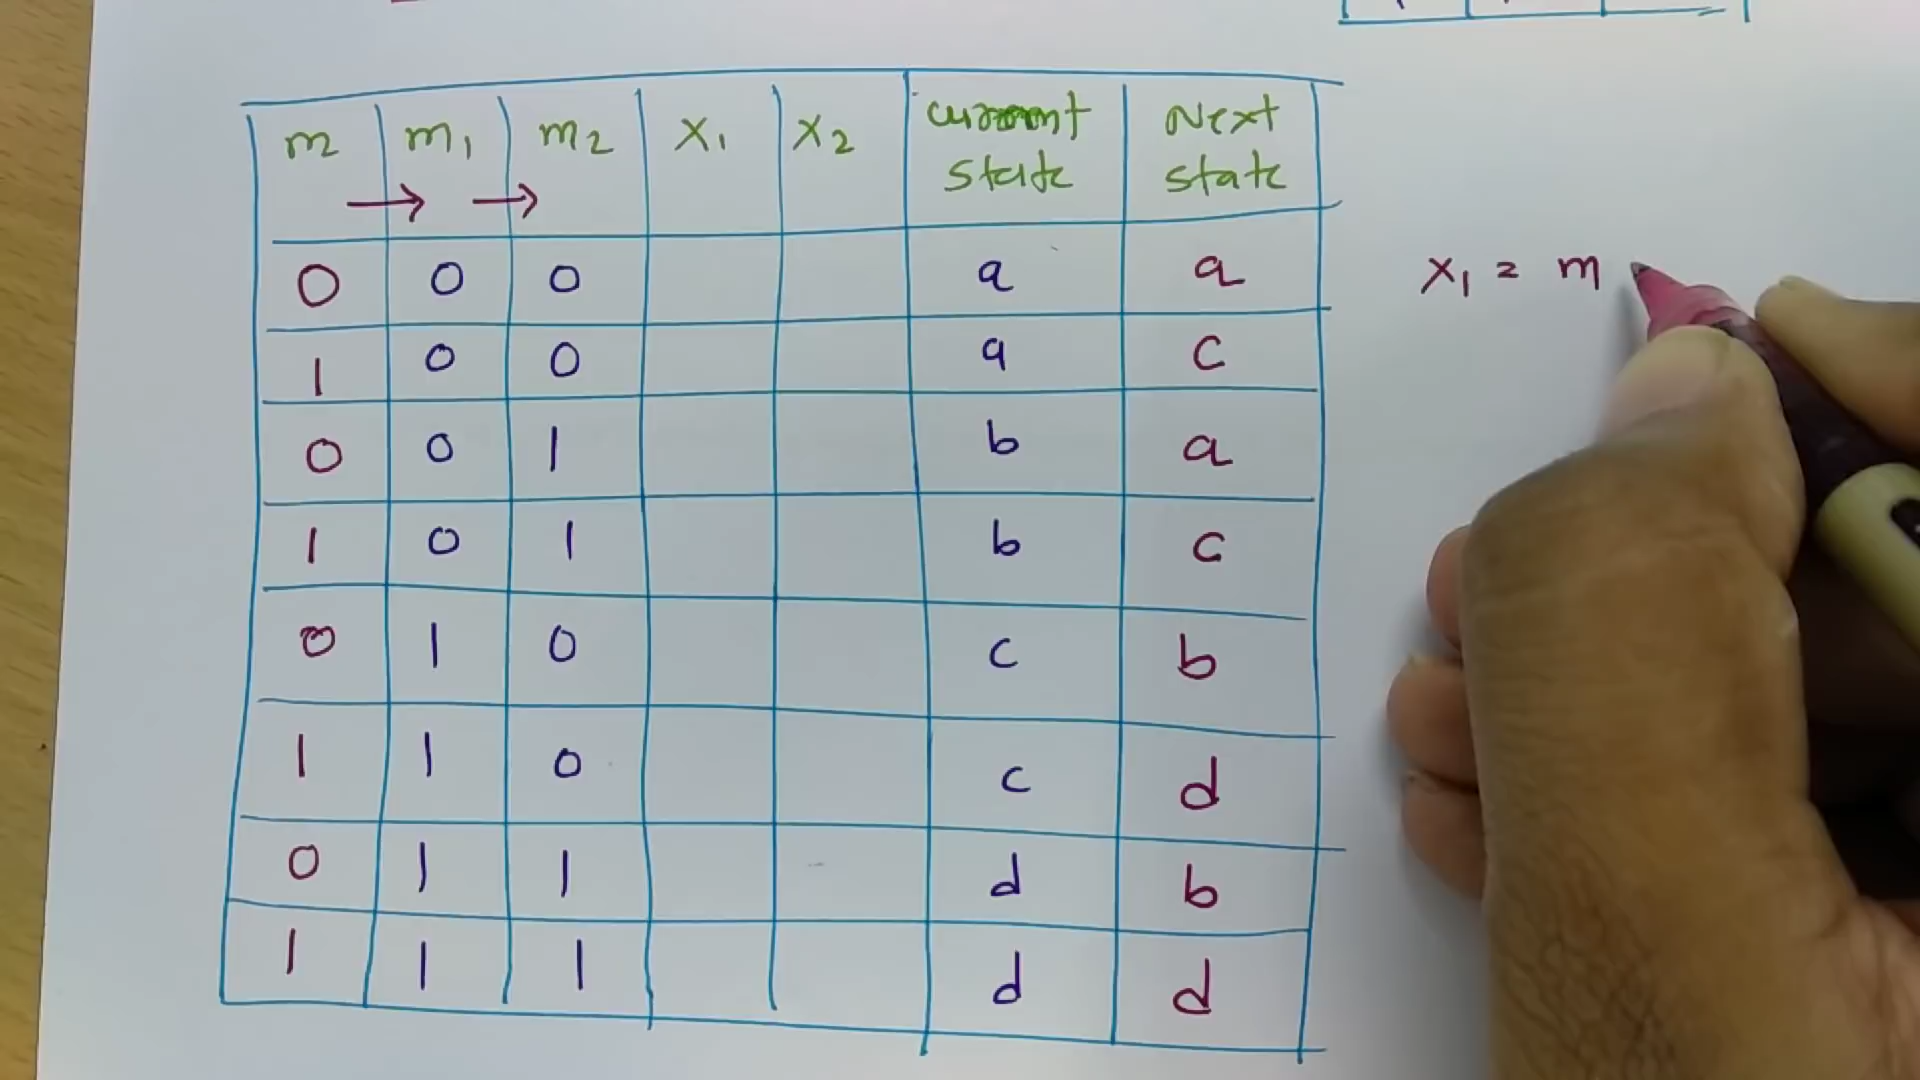 m m₁ m₂ x₁ x₂ current state Next state
→ →
0 0 0 a a
1 0 0 a c
0 0 1 b a
1 0 1 b c
0 1 0 c b
1 1 0 c d
0 1 1 d b
1 1 1 d d
x₁ = m